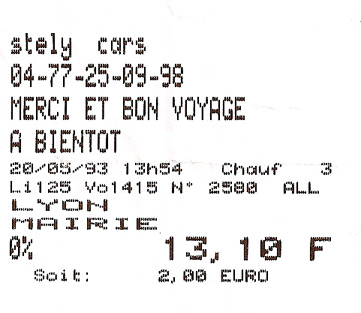 stely cars
04-77-25-09-98
MERCI ET BON VOYAGE
A BIENTOT
20/05/93 13h54 Chauf 3
Li125 Vo1415 N° 2580 ALL
LYON
MAIRIE
0% 13,10 F
Soit: 2,00 EURO